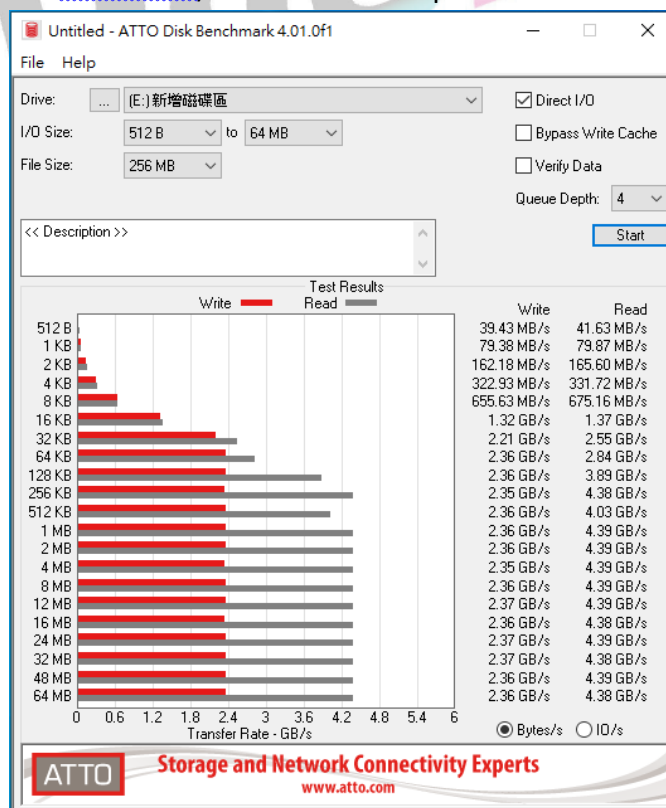 Untitled - ATTO Disk Benchmark 4.01.0f1
File Help
Drive: ... (E:)新增磁碟區
Direct I/O
I/O Size: 512 B to 64 MB
Bypass Write Cache
File Size: 256 MB
Verify Data
Queue Depth: 4
<< Description >>
Start
Test Results
Write Read
Write Read
512 B 39.43 MB/s 41.63 MB/s
1 KB 79.38 MB/s 79.87 MB/s
2 KB 162.18 MB/s 165.60 MB/s
4 KB 322.93 MB/s 331.72 MB/s
8 KB 655.63 MB/s 675.16 MB/s
16 KB 1.32 GB/s 1.37 GB/s
32 KB 2.21 GB/s 2.55 GB/s
64 KB 2.36 GB/s 2.84 GB/s
128 KB 2.36 GB/s 3.89 GB/s
256 KB 2.35 GB/s 4.38 GB/s
512 KB 2.36 GB/s 4.03 GB/s
1 MB 2.36 GB/s 4.39 GB/s
2 MB 2.36 GB/s 4.39 GB/s
4 MB 2.35 GB/s 4.39 GB/s
8 MB 2.36 GB/s 4.39 GB/s
12 MB 2.37 GB/s 4.39 GB/s
16 MB 2.36 GB/s 4.38 GB/s
24 MB 2.37 GB/s 4.39 GB/s
32 MB 2.37 GB/s 4.38 GB/s
48 MB 2.36 GB/s 4.39 GB/s
64 MB 2.36 GB/s 4.38 GB/s
0 0.6 1.2 1.8 2.4 3 3.6 4.2 4.8 5.4 6
Transfer Rate - GB/s
Bytes/s IO/s
ATTO
Storage and Network Connectivity Experts
www.atto.com